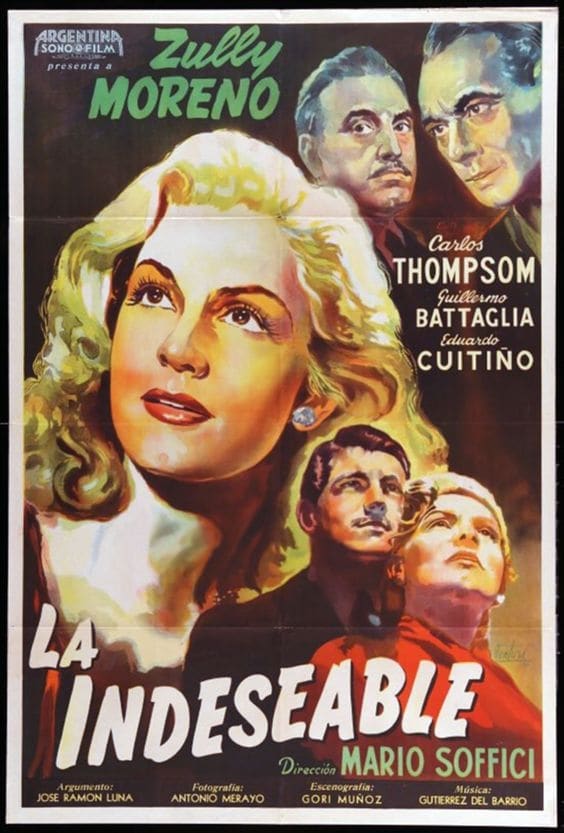 ARGENTINA
SONO FILM
presenta a
Zully
MORENO
Carlos
THOMPSOM
Guillermo
BATTAGLIA
Eduardo
CUITIÑO
LA
INDESEABLE
Dirección MARIO SOFFICI
Argumento:
JOSE RAMON LUNA
Fotografía:
ANTONIO MERAYO
Escenografía:
GORI MUÑOZ
Música:
GUTIERREZ DEL BARRIO